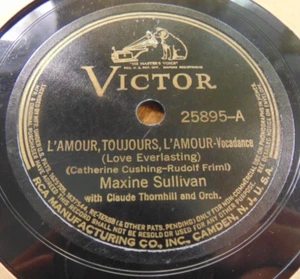 "HIS MASTER'S VOICE"
VICTOR
25895-A
L'AMOUR, TOUJOURS, L'AMOUR-Vocadance
(Love Everlasting)
(Catherine Cushing-Rudolf Friml)
Maxine Sullivan
with Claude Thornhill and Orch.
RCA MANUFACTURING CO., INC., CAMDEN, N.J., U.S.A.